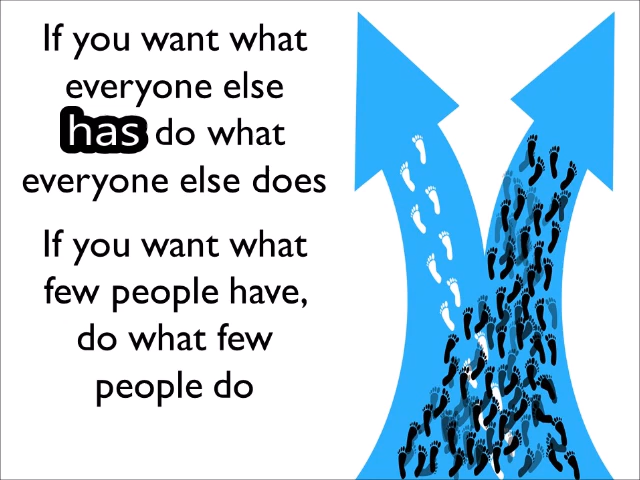 If you want what
everyone else
has do what
everyone else does
If you want what
few people have,
do what few
people do